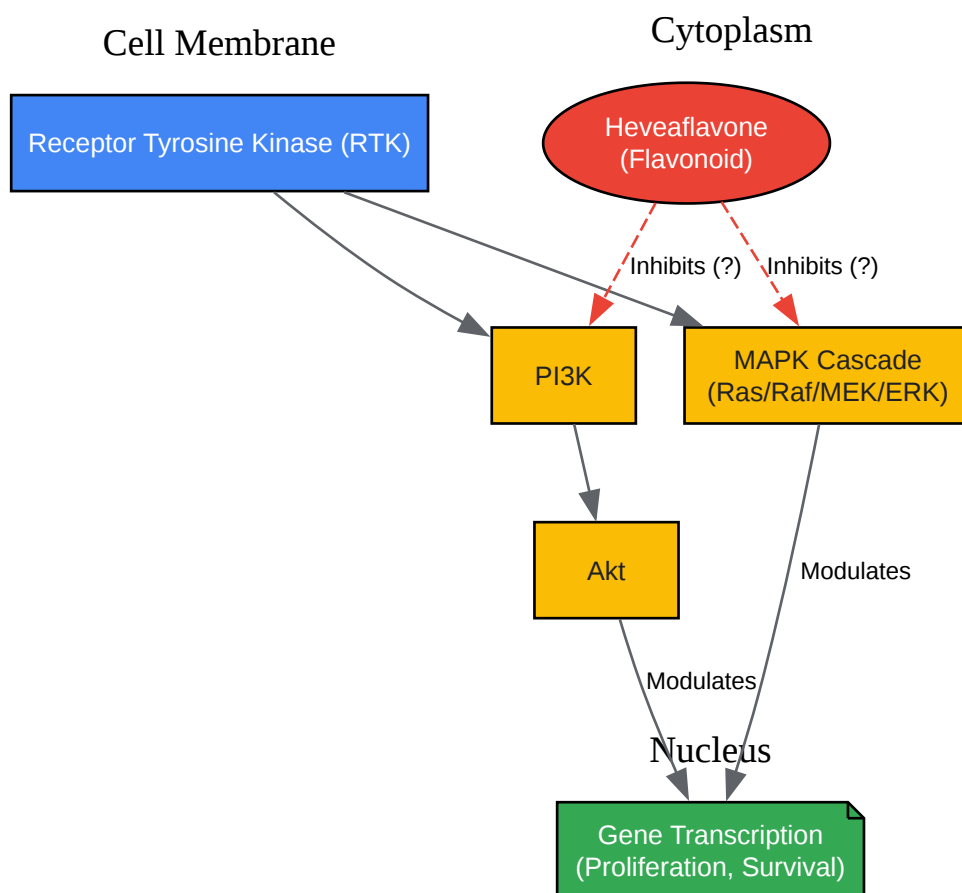 Cell Membrane
Cytoplasm
Receptor Tyrosine Kinase (RTK)
Heveaflavone
(Flavonoid)
Inhibits (?)
Inhibits (?)
PI3K
MAPK Cascade
(Ras/Raf/MEK/ERK)
Akt
Modulates
Modulates
Nucleus
Gene Transcription
(Proliferation, Survival)